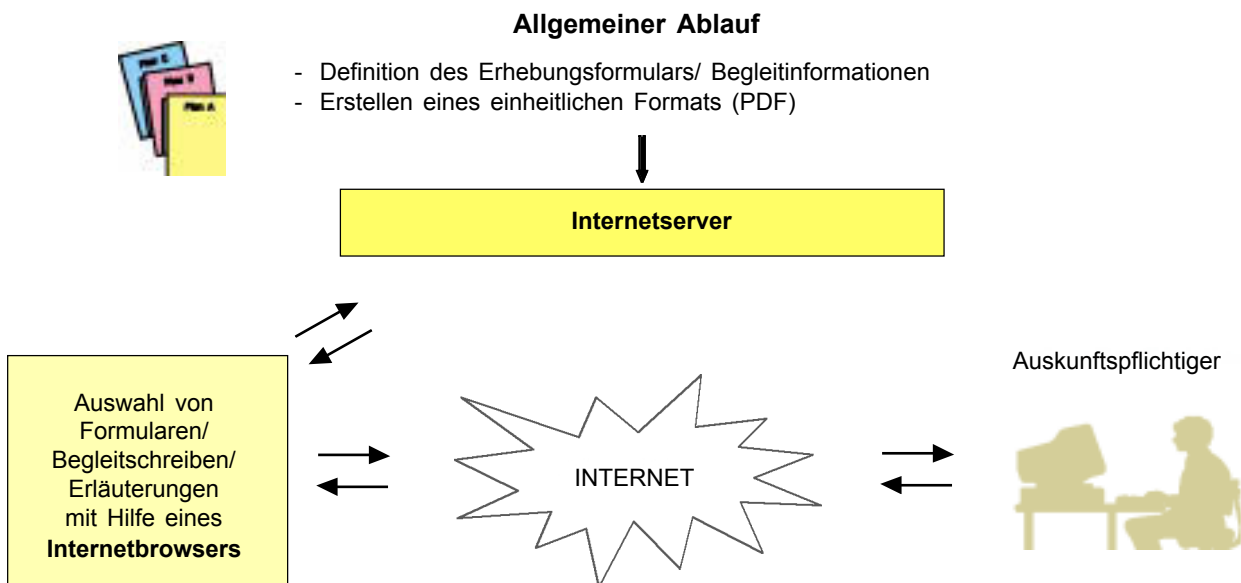 Allgemeiner Ablauf
- Definition des Erhebungsformulars/ Begleitinformationen
- Erstellen eines einheitlichen Formats (PDF)
Internetserver
Auskunftspflichtiger
Auswahl von
Formularen/
Begleitschreiben/
Erläuterungen
mit Hilfe eines
Internetbrowsers
INTERNET